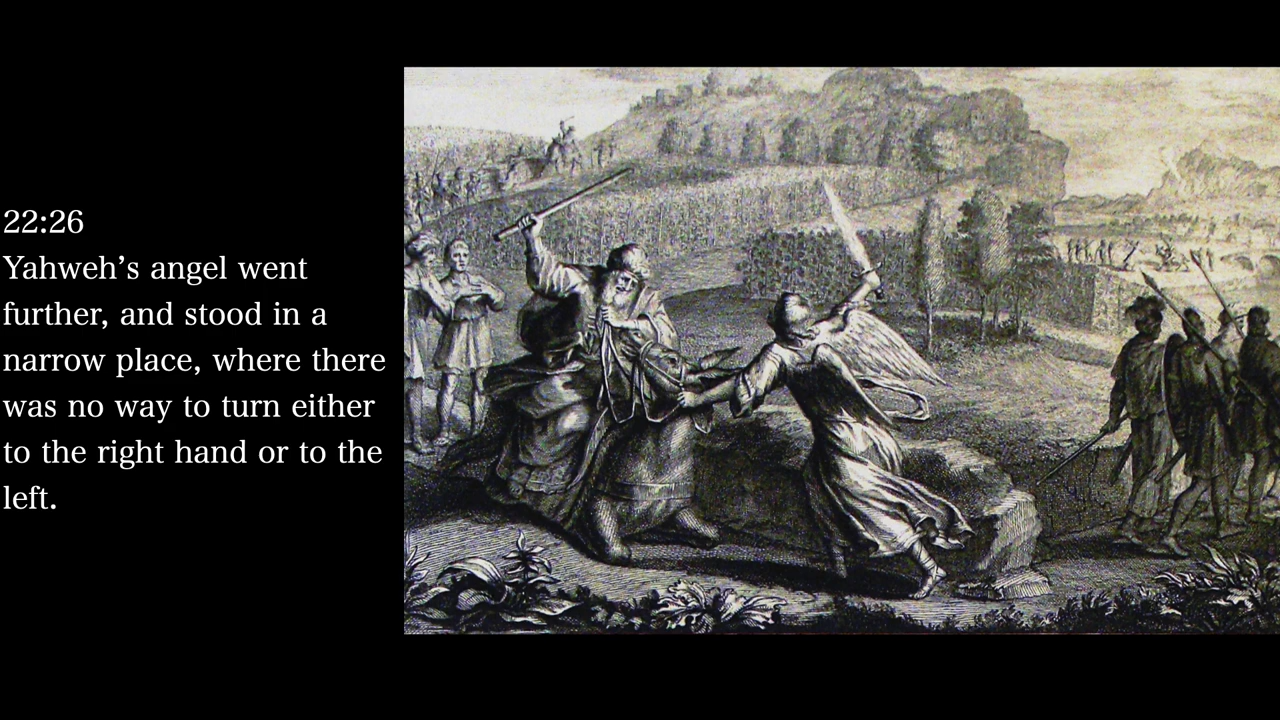 22:26
Yahweh’s angel went
further, and stood in a
narrow place, where there
was no way to turn either
to the right hand or to the
left.